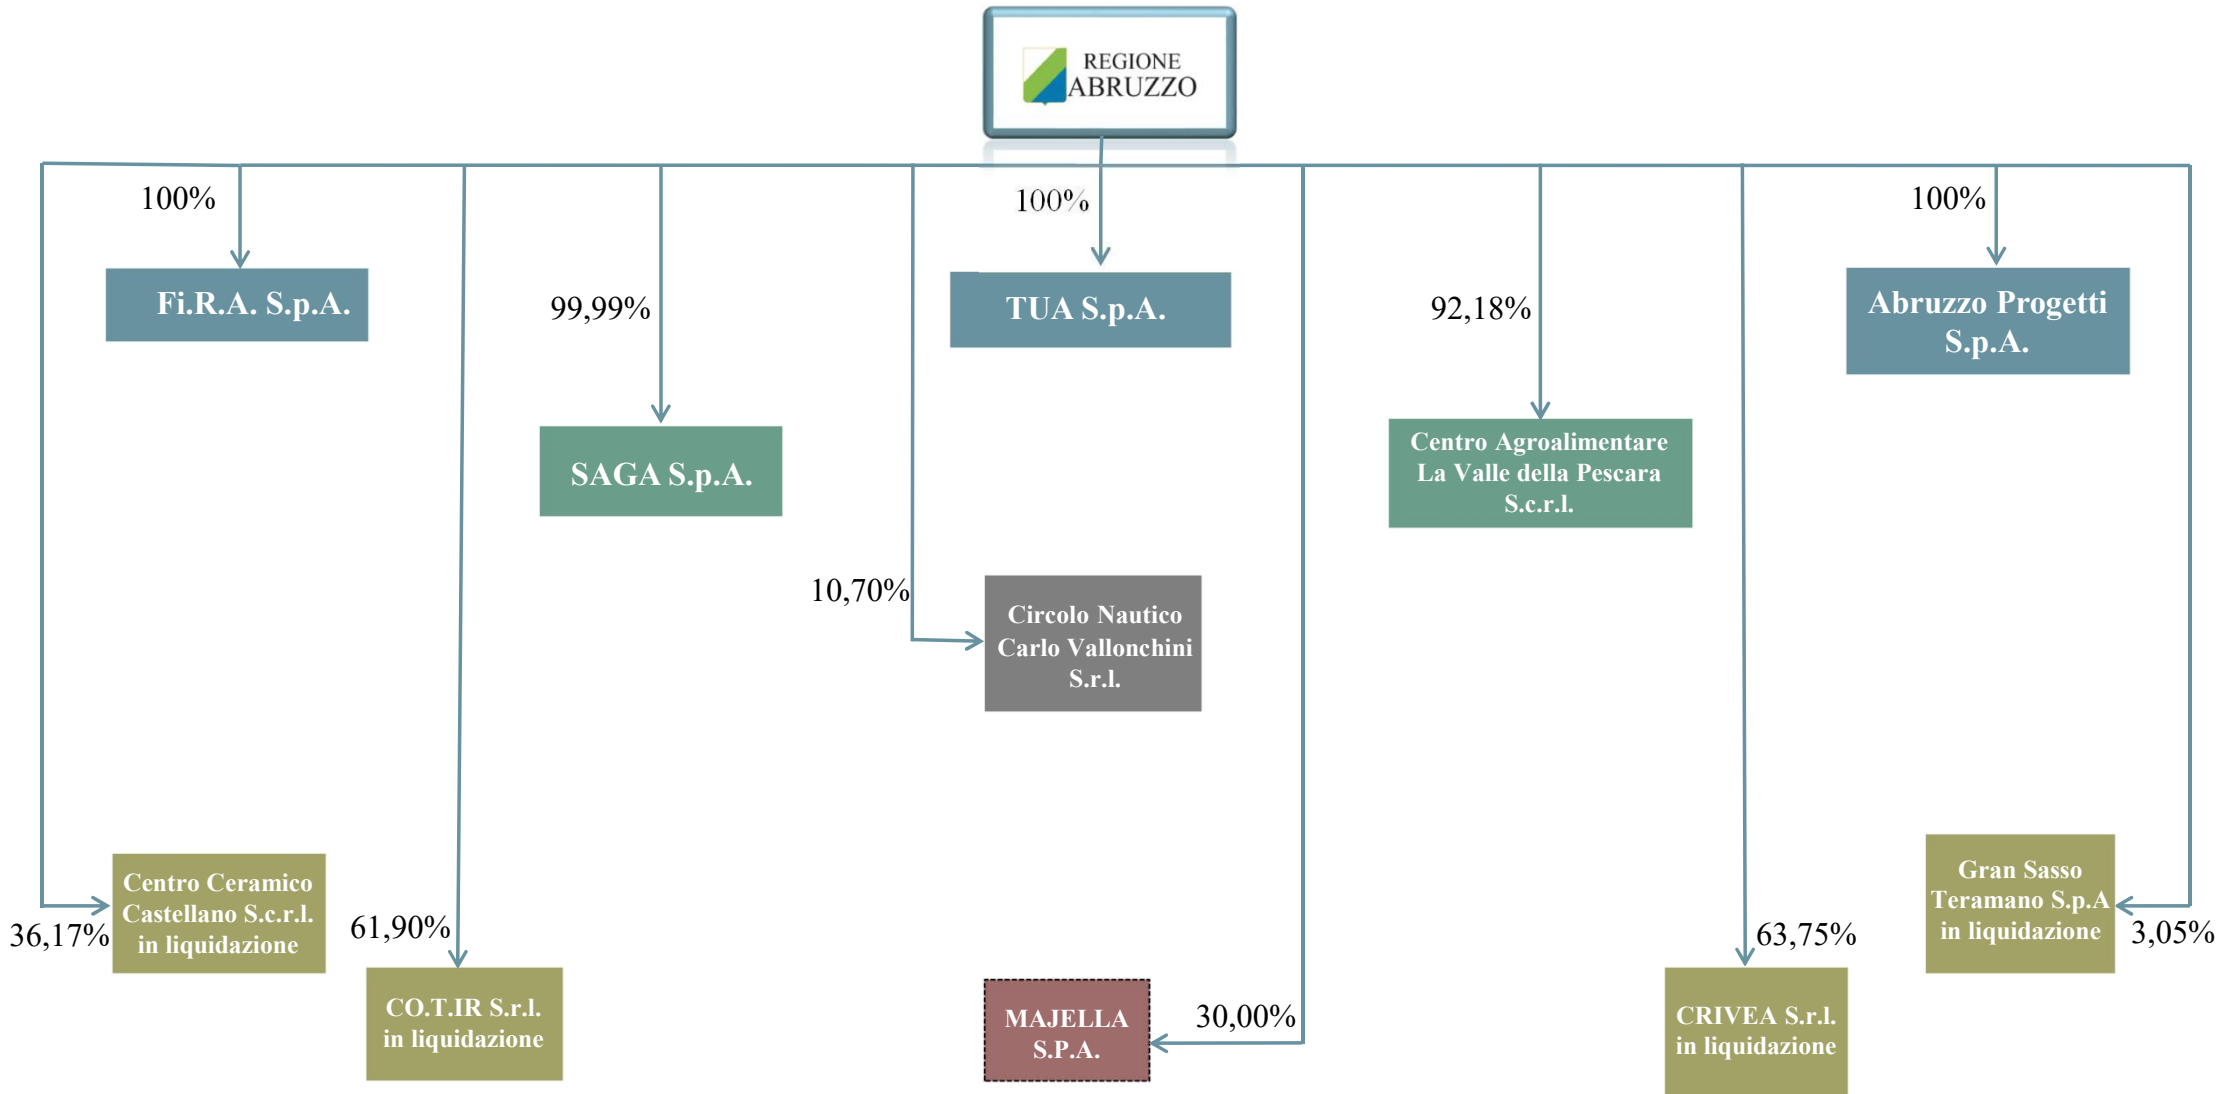 REGIONE
ABRUZZO
100%
100%
100%
Fi.R.A. S.p.A.
99,99%
TUA S.p.A.
92,18%
Abruzzo Progetti
S.p.A.
SAGA S.p.A.
Centro Agroalimentare
La Valle della Pescara
S.c.r.l.
10,70%
Circolo Nautico
Carlo Vallonchini
S.r.l.
Centro Ceramico
Castellano S.c.r.l.
in liquidazione
36,17%
61,90%
CO.T.IR S.r.l.
in liquidazione
MAJELLA
S.P.A.
30,00%
63,75%
CRIVEA S.r.l.
in liquidazione
Gran Sasso
Teramano S.p.A
in liquidazione
3,05%